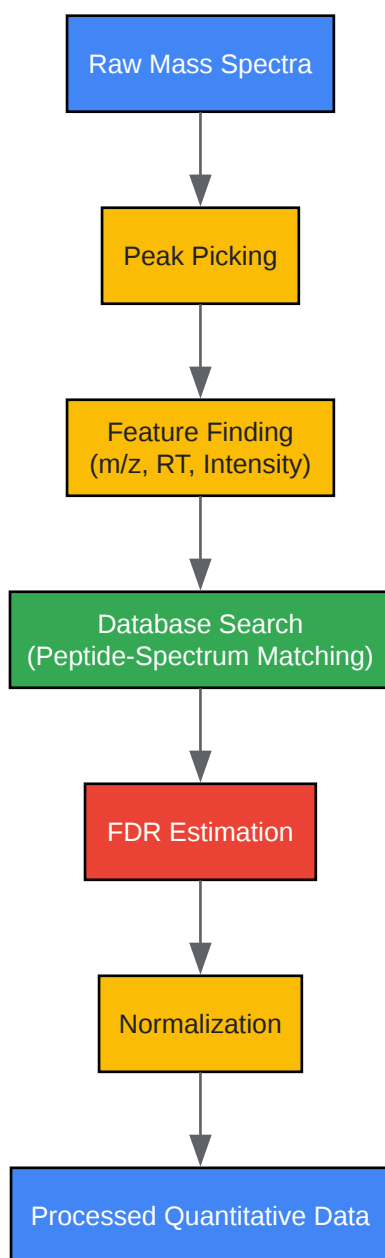 Raw Mass Spectra
Peak Picking
Feature Finding
(m/z, RT, Intensity)
Database Search
(Peptide-Spectrum Matching)
FDR Estimation
Normalization
Processed Quantitative Data